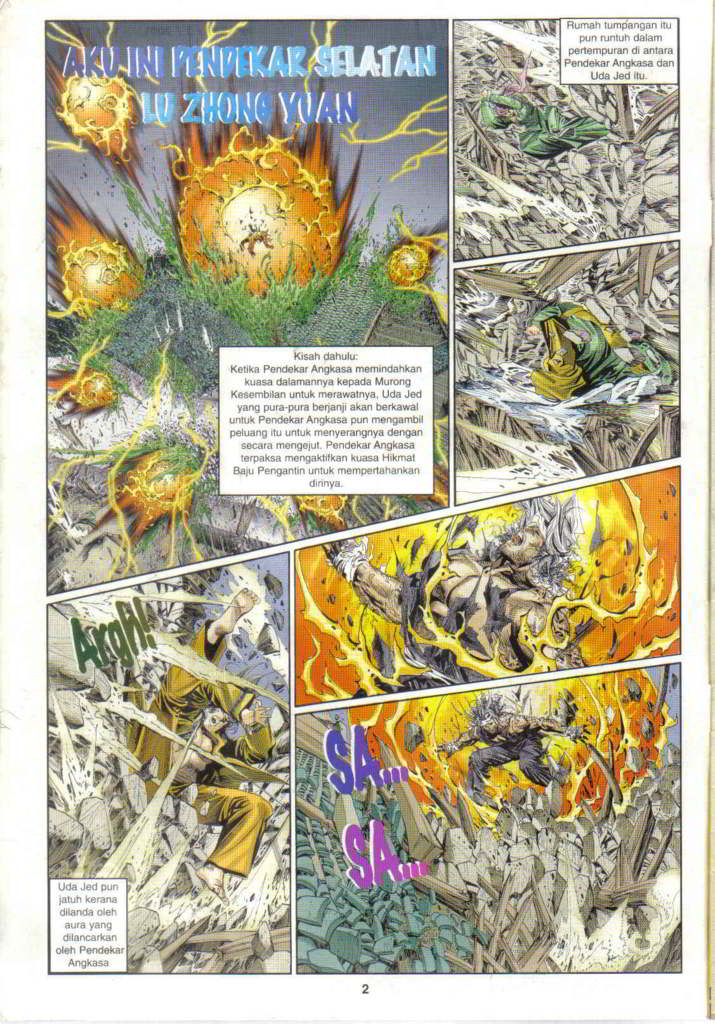 AKU INI PENDEKAR SELATAN
LU ZHONG YUAN
Rumah tumpangan itu
pun runtuh dalam
pertempuran di antara
Pendekar Angkasa dan
Uda Jed itu.
Kisah dahulu:
Ketika Pendekar Angkasa memindahkan
kuasa dalamannya kepada Murong
Kesembilan untuk merawatnya, Uda Jed
yang pura-pura berjanji akan berkawal
untuk Pendekar Angkasa pun mengambil
peluang itu untuk menyerangnya dengan
secara mengejut. Pendekar Angkasa
terpaksa mengaktifkan kuasa Hikmat
Baju Pengantin untuk mempertahankan
dirinya.
Argh!
Uda Jed pun
jatuh kerana
dilanda oleh
aura yang
dilancarkan
oleh Pendekar
Angkasa
SA...
SA...
2